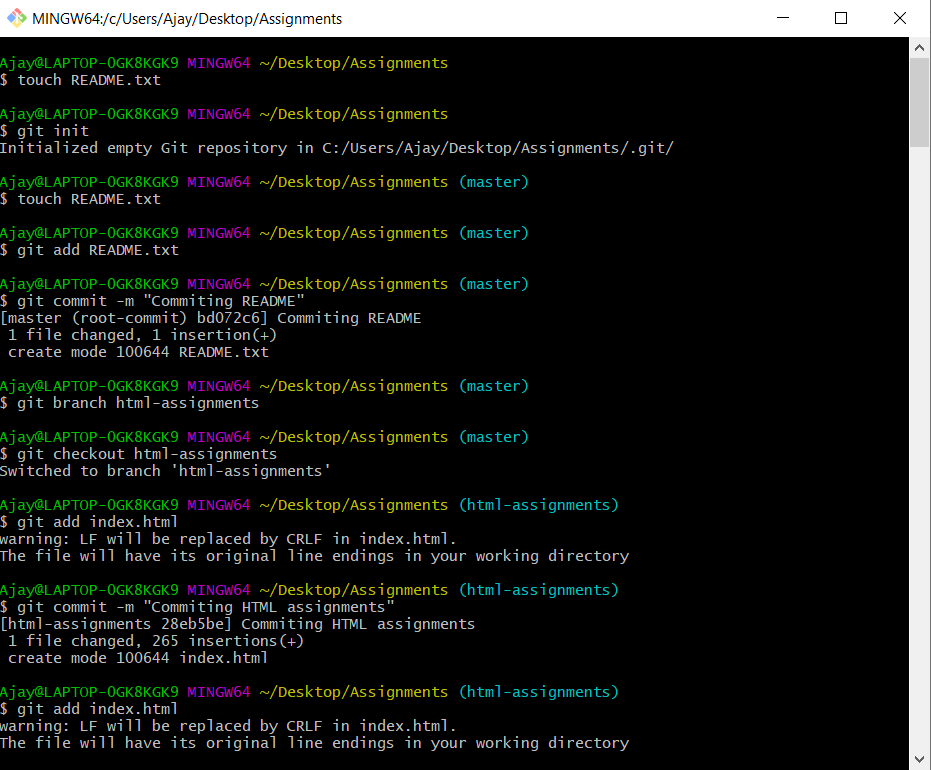 MINGW64:/c/Users/Ajay/Desktop/Assignments
Ajay@LAPTOP-OGK8KGK9 MINGW64 ~/Desktop/Assignments
$ touch README.txt
Ajay@LAPTOP-OGK8KGK9 MINGW64 ~/Desktop/Assignments
$ git init
Initialized empty Git repository in C:/Users/Ajay/Desktop/Assignments/.git/
Ajay@LAPTOP-OGK8KGK9 MINGW64 ~/Desktop/Assignments (master)
$ touch README.txt
Ajay@LAPTOP-OGK8KGK9 MINGW64 ~/Desktop/Assignments (master)
$ git add README.txt
Ajay@LAPTOP-OGK8KGK9 MINGW64 ~/Desktop/Assignments (master)
$ git commit -m "Commiting README"
[master (root-commit) bd072c6] Commiting README
1 file changed, 1 insertion(+)
create mode 100644 README.txt
Ajay@LAPTOP-OGK8KGK9 MINGW64 ~/Desktop/Assignments (master)
$ git branch html-assignments
Ajay@LAPTOP-OGK8KGK9 MINGW64 ~/Desktop/Assignments (master)
$ git checkout html-assignments
Switched to branch 'html-assignments'
Ajay@LAPTOP-OGK8KGK9 MINGW64 ~/Desktop/Assignments (html-assignments)
$ git add index.html
warning: LF will be replaced by CRLF in index.html.
The file will have its original line endings in your working directory
Ajay@LAPTOP-OGK8KGK9 MINGW64 ~/Desktop/Assignments (html-assignments)
$ git commit -m "Commiting HTML assignments"
[html-assignments 28eb5be] Commiting HTML assignments
1 file changed, 265 insertions(+)
create mode 100644 index.html
Ajay@LAPTOP-OGK8KGK9 MINGW64 ~/Desktop/Assignments (html-assignments)
$ git add index.html
warning: LF will be replaced by CRLF in index.html.
The file will have its original line endings in your working directory